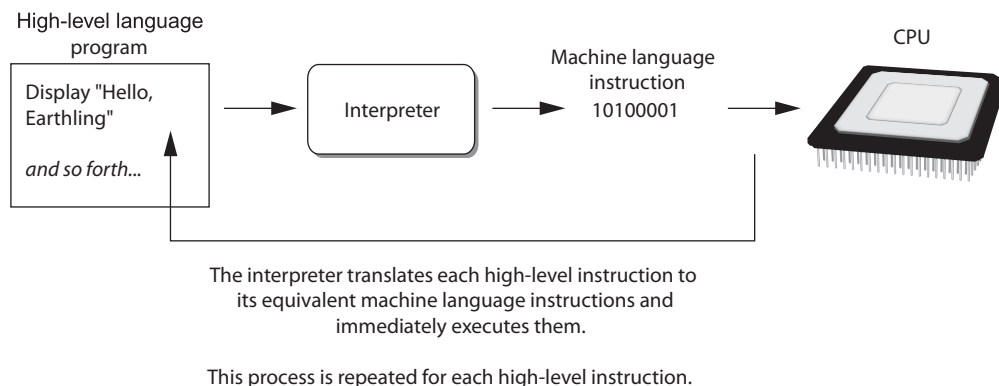 High-level language
program
Display "Hello,
Earthling"
and so forth...
Interpreter
Machine language
instruction
10100001
CPU
The interpreter translates each high-level instruction to
its equivalent machine language instructions and
immediately executes them.
This process is repeated for each high-level instruction.